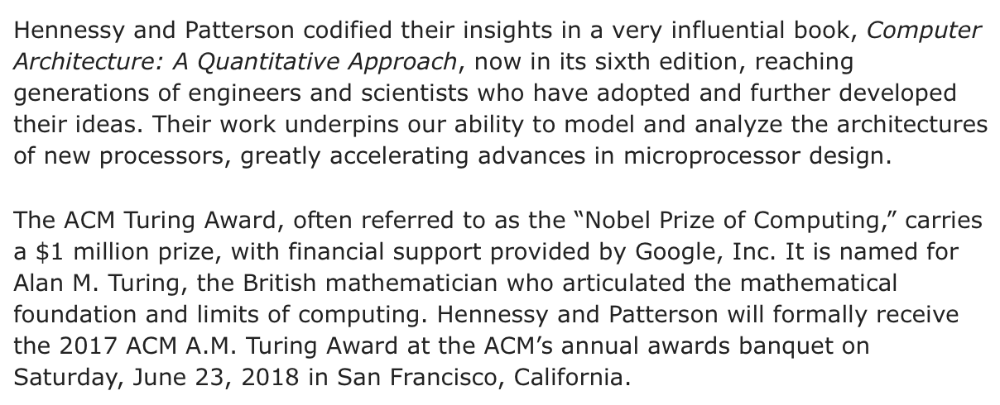 Hennessy and Patterson codified their insights in a very influential book, Computer
Architecture: A Quantitative Approach, now in its sixth edition, reaching
generations of engineers and scientists who have adopted and further developed
their ideas. Their work underpins our ability to model and analyze the architectures
of new processors, greatly accelerating advances in microprocessor design.
The ACM Turing Award, often referred to as the “Nobel Prize of Computing,” carries
a $1 million prize, with financial support provided by Google, Inc. It is named for
Alan M. Turing, the British mathematician who articulated the mathematical
foundation and limits of computing. Hennessy and Patterson will formally receive
the 2017 ACM A.M. Turing Award at the ACM’s annual awards banquet on
Saturday, June 23, 2018 in San Francisco, California.